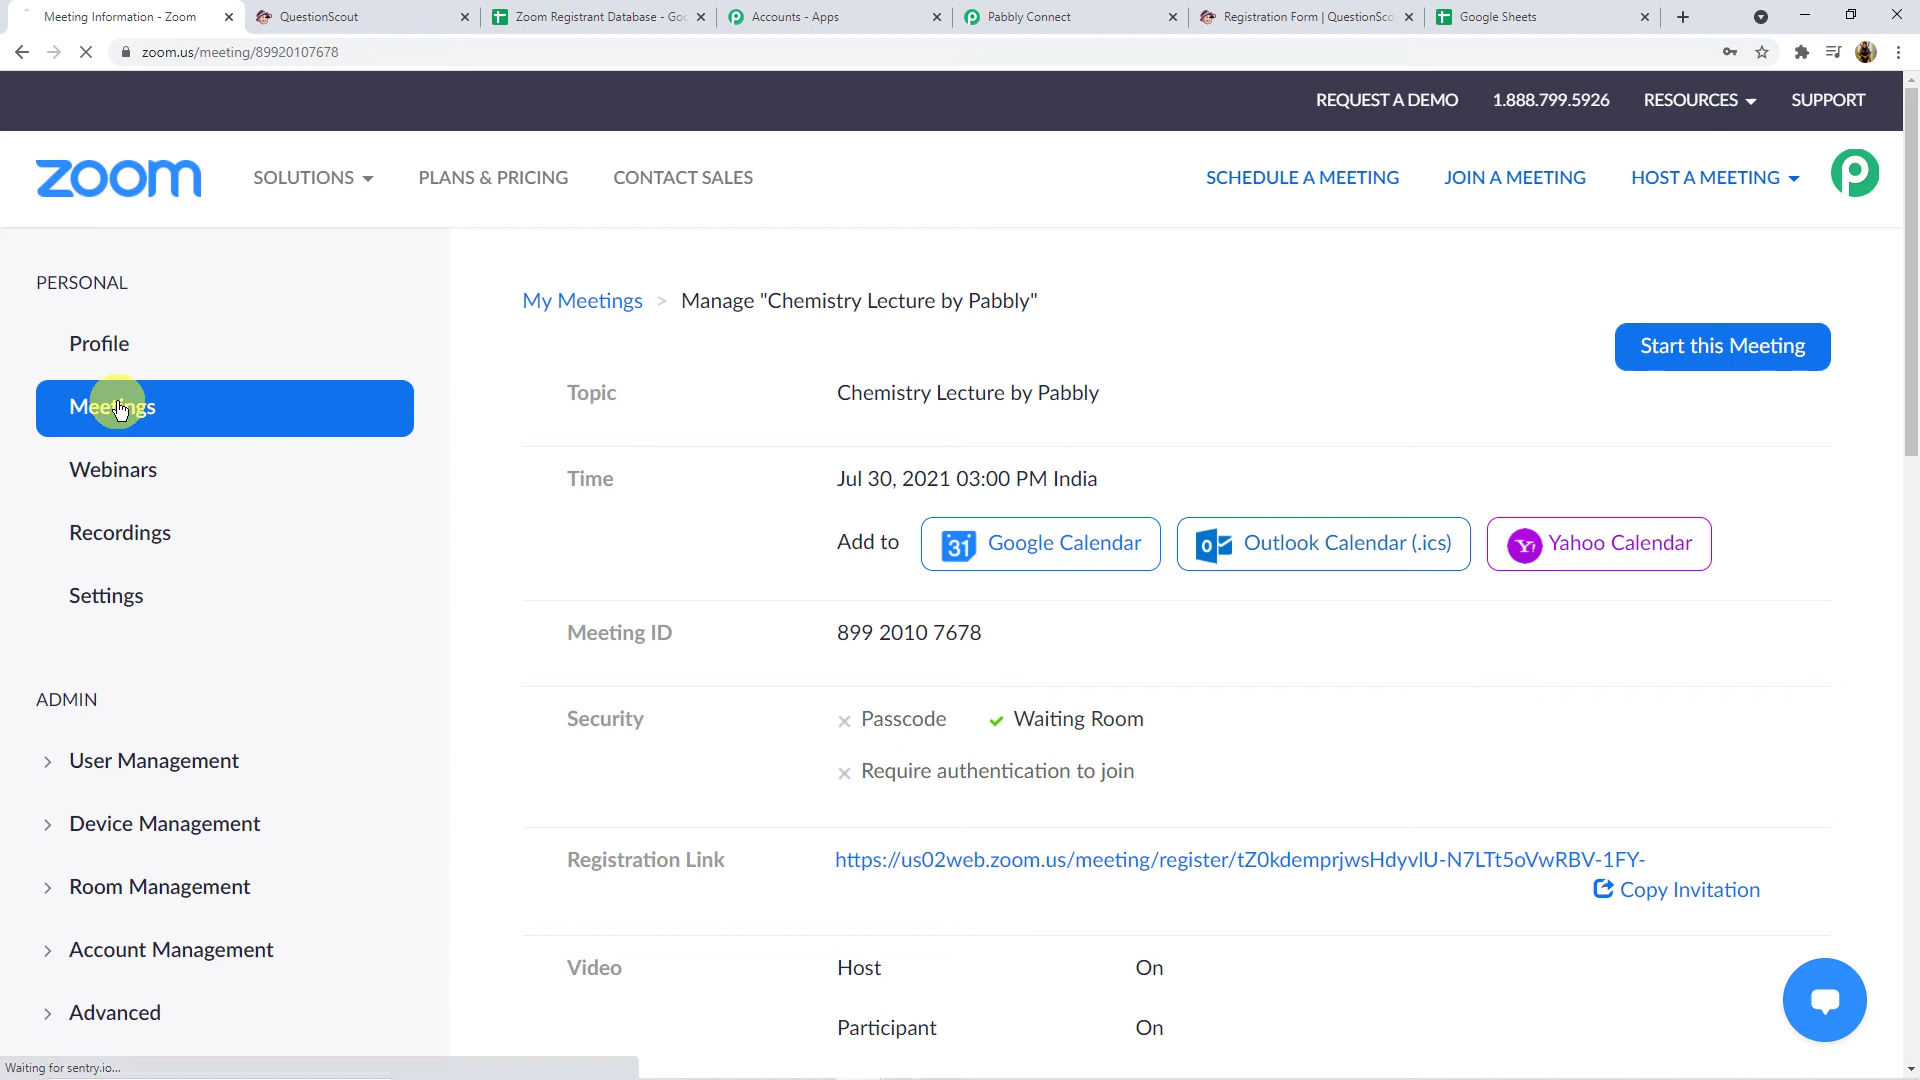 Meeting Information - Zoom
QuestionScout
Zoom Registrant Database - Goo
Accounts - Apps
Pabbly Connect
Registration Form | QuestionSco
Google Sheets
zoom.us/meeting/89920107678
REQUEST A DEMO 1.888.799.5926 RESOURCES SUPPORT
zoom SOLUTIONS PLANS & PRICING CONTACT SALES SCHEDULE A MEETING JOIN A MEETING HOST A MEETING
PERSONAL
Profile
Meetings
Webinars
Recordings
Settings
ADMIN
User Management
Device Management
Room Management
Account Management
Advanced
My Meetings > Manage "Chemistry Lecture by Pabbly"
Start this Meeting
Topic Chemistry Lecture by Pabbly
Time Jul 30, 2021 03:00 PM India
Add to 31 Google Calendar Outlook Calendar (.ics) Yahoo Calendar
Meeting ID 899 2010 7678
Security Passcode Waiting Room
Require authentication to join
Registration Link https://us02web.zoom.us/meeting/register/tZ0kdemprjwsHdyvlU-N7LTt5oVwRBV-1FY-
Copy Invitation
Video Host On
Participant On
Waiting for sentry.io...